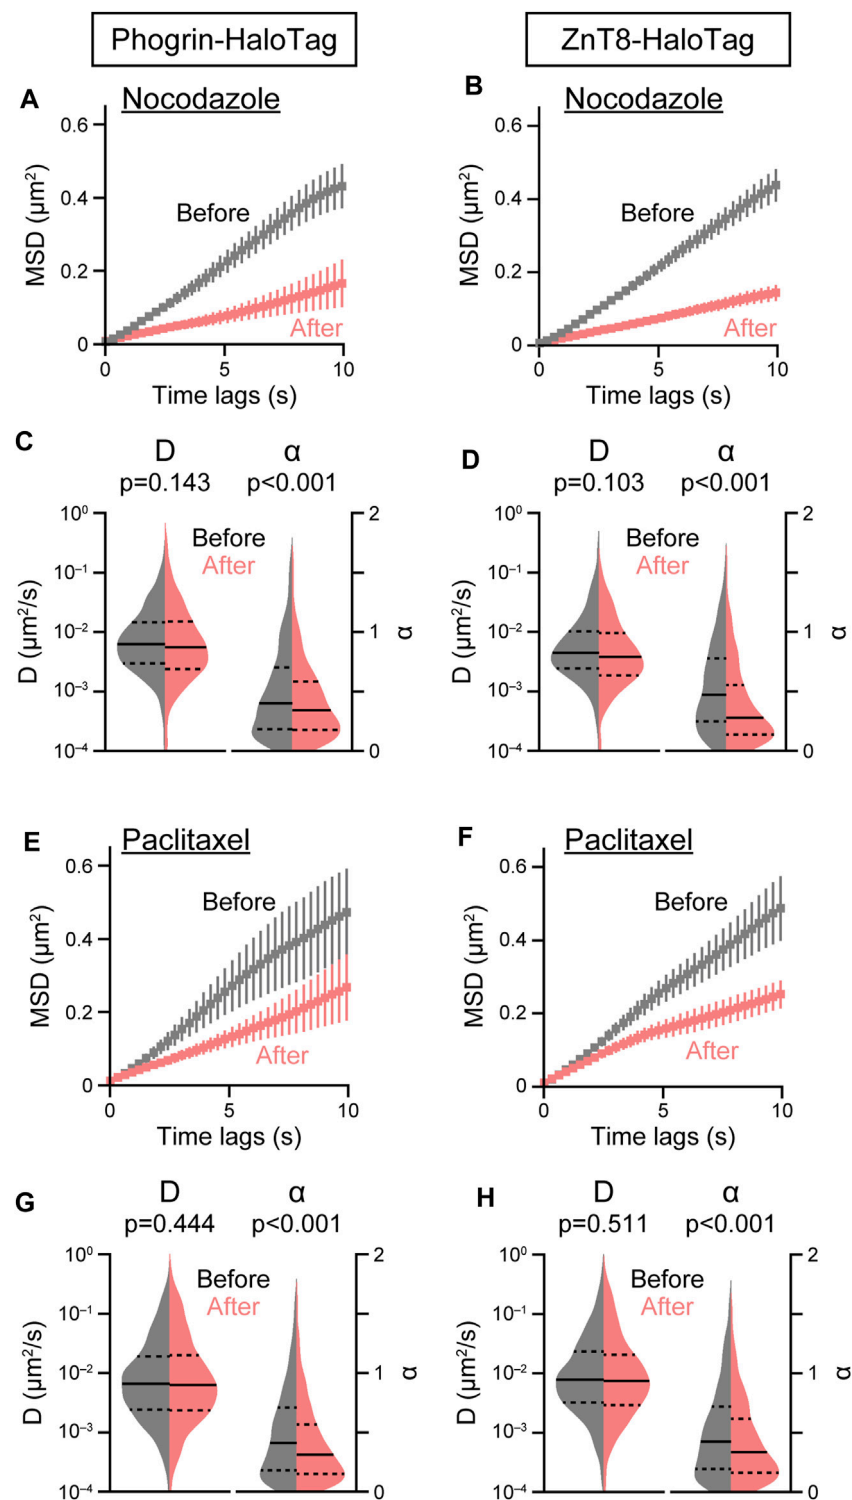 Phogrin-HaloTag
ZnT8-HaloTag
A
Nocodazole
MSD (μm²)
0.6
0.4
0.2
0
Before
After
0
5
10
Time lags (s)
B
Nocodazole
MSD (μm²)
0.6
0.4
0.2
0
Before
After
0
5
10
Time lags (s)
C
D
α
p=0.143
p<0.001
D (μm²/s)
10⁰
10⁻¹
10⁻²
10⁻³
10⁻⁴
Before
After
2
1
0
α
D
D
α
p=0.103
p<0.001
D (μm²/s)
10⁰
10⁻¹
10⁻²
10⁻³
10⁻⁴
Before
After
2
1
0
α
E
Paclitaxel
MSD (μm²)
0.6
0.4
0.2
0
Before
After
0
5
10
Time lags (s)
F
Paclitaxel
MSD (μm²)
0.6
0.4
0.2
0
Before
After
0
5
10
Time lags (s)
G
D
α
p=0.444
p<0.001
D (μm²/s)
10⁰
10⁻¹
10⁻²
10⁻³
10⁻⁴
Before
After
2
1
0
α
H
D
α
p=0.511
p<0.001
D (μm²/s)
10⁰
10⁻¹
10⁻²
10⁻³
10⁻⁴
Before
After
2
1
0
α